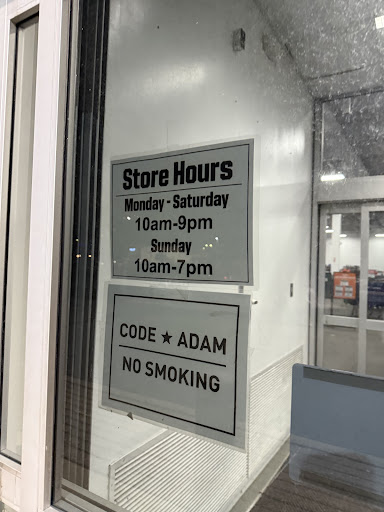 Store Hours
Monday - Saturday
10am-9pm
Sunday
10am-7pm
CODE ★ ADAM
NO SMOKING